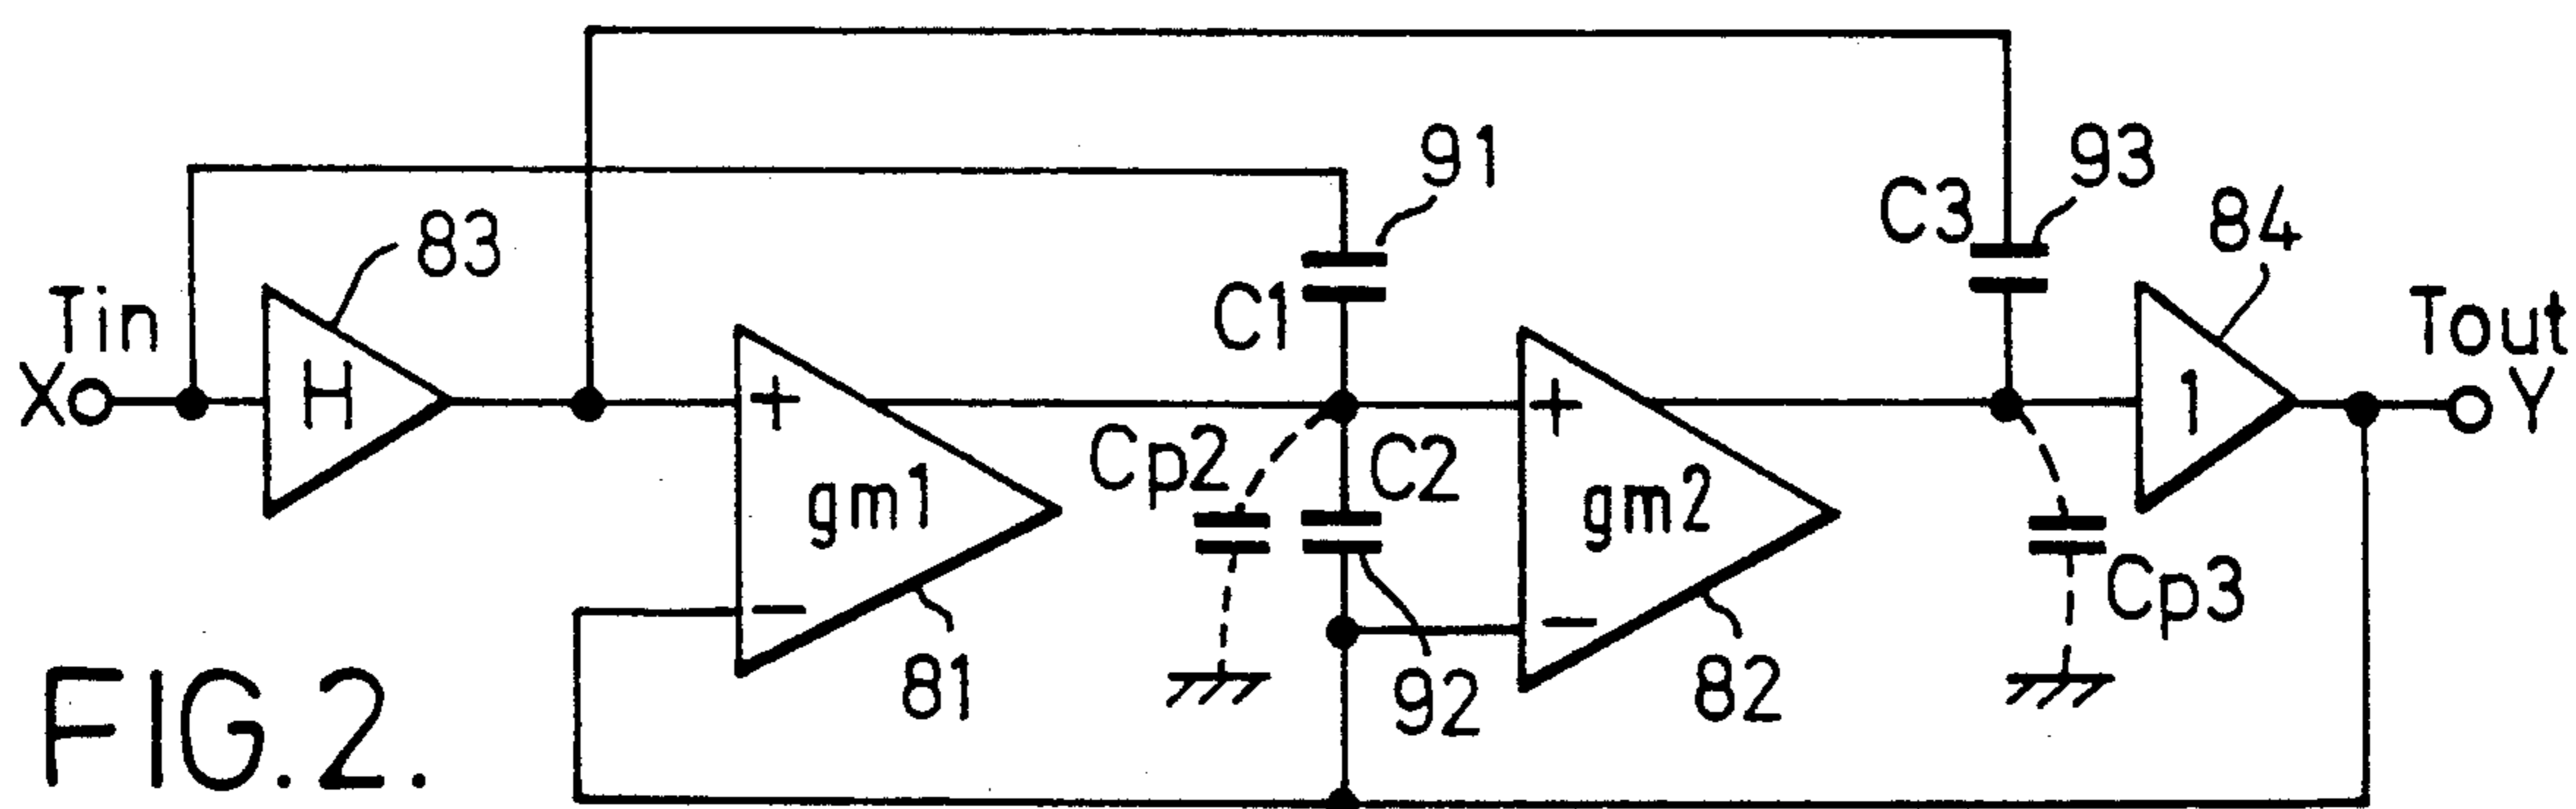 91
93
C3
84
83
Tin
C1
Tout
X
H
+
+
1
Y
Cp2
C2
gm1
gm2
Cp3
-
-
81
92
82
FIG.2.